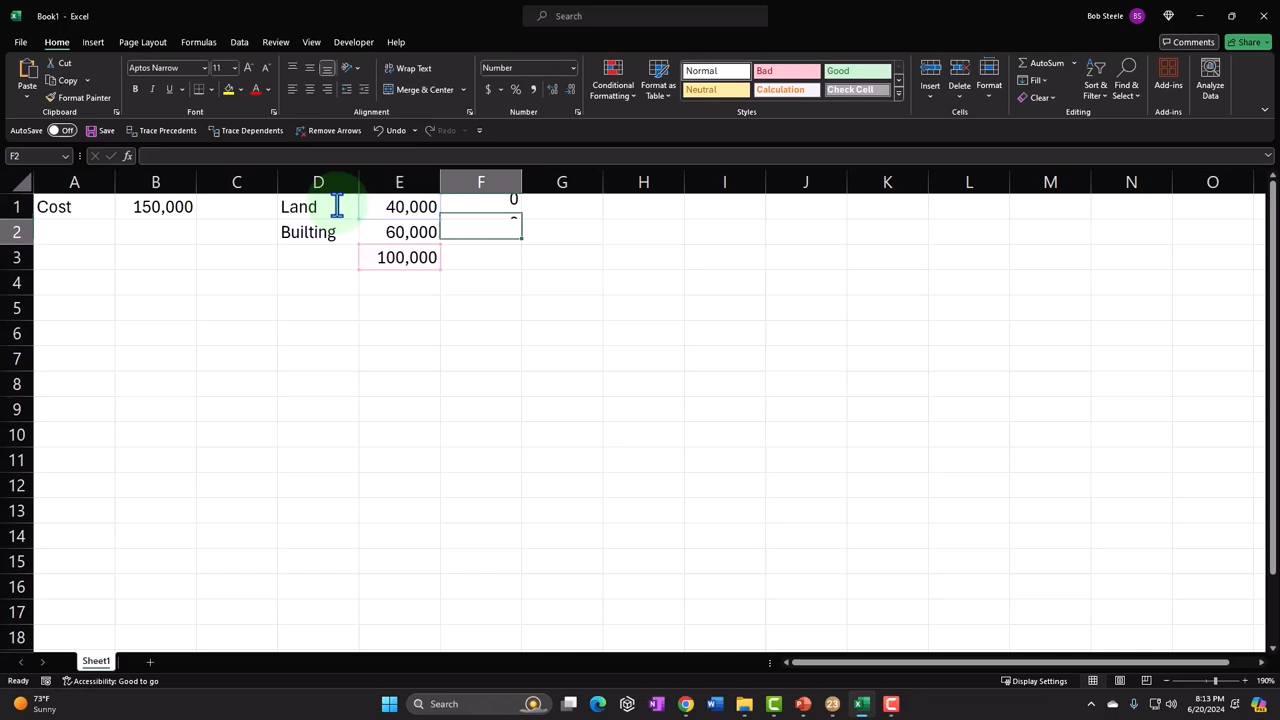 Book1 - Excel
Search
Bob Steele
BS
File Home Insert Page Layout Formulas Data Review View Developer Help
Comments
Share
Paste
Cut
Copy
Format Painter
Clipboard
Aptos Narrow
11
Font
Wrap Text
Merge & Center
Alignment
Number
Number
Conditional Formatting
Format as Table
Normal Bad Good
Neutral Calculation Check Cell
Styles
Insert Delete Format
Cells
AutoSum
Fill
Clear
Sort & Filter
Find & Select
Editing
Add-ins
Add-ins
Analyze Data
AutoSave Off Save Trace Precedents Trace Dependents Remove Arrows Undo Redo
F2
fx
A B C D E F G H I J K L M N O
1 Cost 150,000 Land 40,000 0
2 Builting 60,000
3 100,000
4
5
6
7
8
9
10
11
12
13
14
15
16
17
18
Sheet1
Ready Accessibility: Good to go Display Settings 190%
73°F
Sunny
Search
23
8:13 PM
6/20/2024